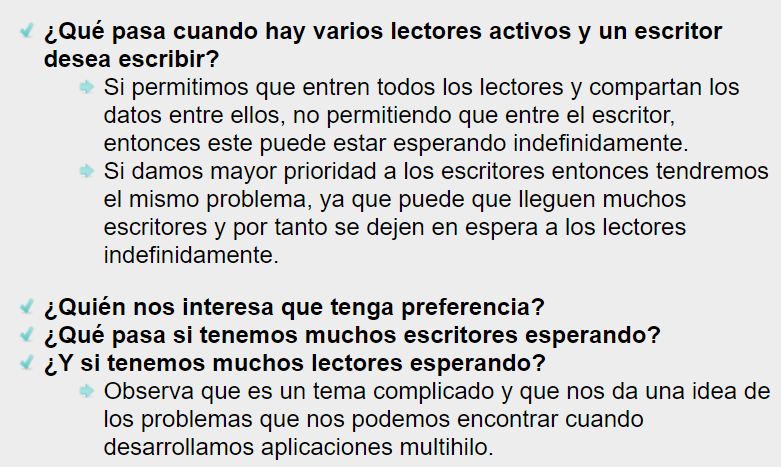 ¿Qué pasa cuando hay varios lectores activos y un escritor
desea escribir?
Si permitimos que entren todos los lectores y compartan los
datos entre ellos, no permitiendo que entre el escritor,
entonces este puede estar esperando indefinidamente.
Si damos mayor prioridad a los escritores entonces tendremos
el mismo problema, ya que puede que lleguen muchos
escritores y por tanto se dejen en espera a los lectores
indefinidamente.
¿Quién nos interesa que tenga preferencia?
¿Qué pasa si tenemos muchos escritores esperando?
¿Y si tenemos muchos lectores esperando?
Observa que es un tema complicado y que nos da una idea de
los problemas que nos podemos encontrar cuando
desarrollamos aplicaciones multihilo.